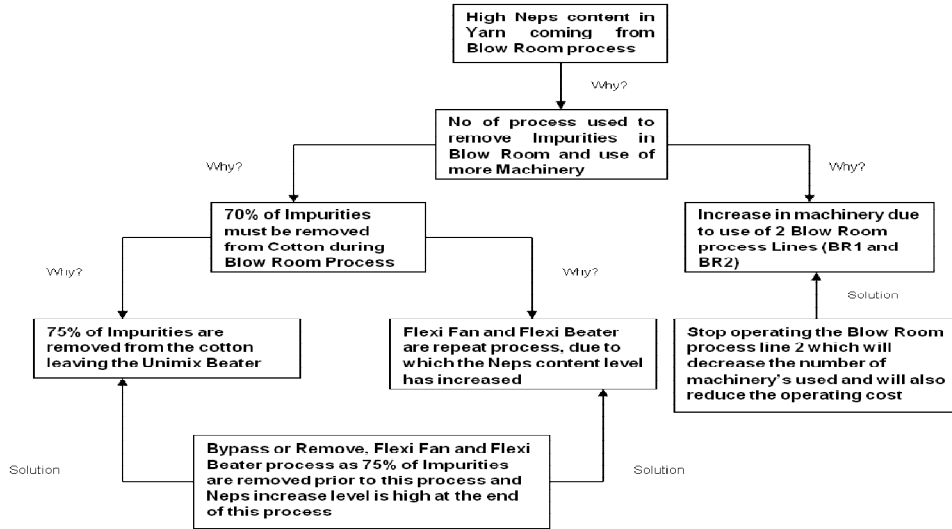 High Neps content in
Yarn coming from
Blow Room process
Why?
No of process used to
remove Impurities in
Blow Room and use of
more Machinery
Why?
Why?
70% of Impurities
must be removed
from Cotton during
Blow Room Process
Increase in machinery due
to use of 2 Blow Room
process Lines (BR1 and
BR2)
Why?
Why?
Solution
75% of Impurities are
removed from the cotton
leaving the Unimix Beater
Flexi Fan and Flexi Beater
are repeat process, due to
which the Neps content level
has increased
Stop operating the Blow Room
process line 2 which will
decrease the number of
machinery's used and will also
reduce the operating cost
Solution
Bypass or Remove, Flexi Fan and Flexi
Beater process as 75% of Impurities
are removed prior to this process and
Neps increase level is high at the end
of this process
Solution